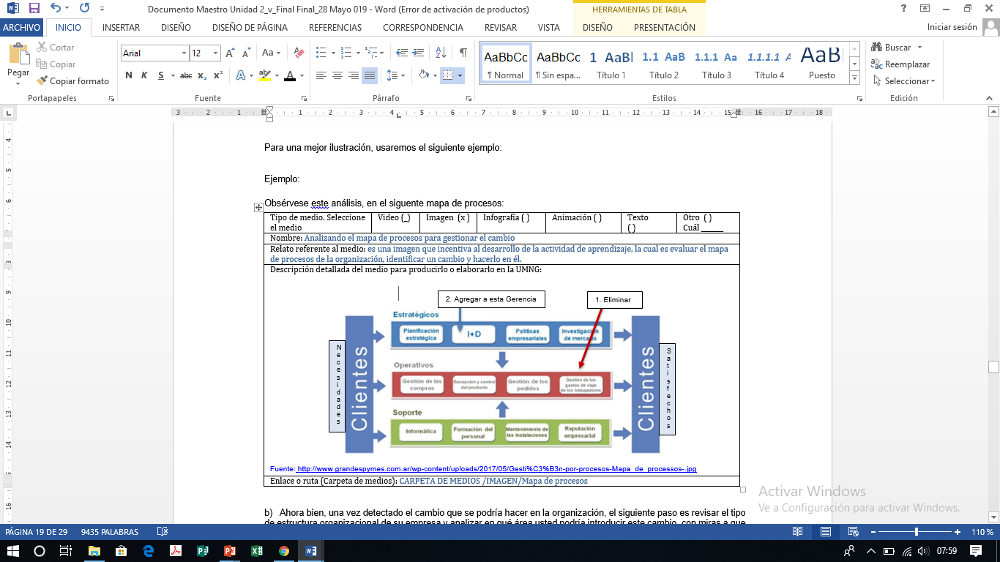 Documento Maestro Unidad 2_v_Final Final_28 Mayo 019 - Word (Error de activación de productos)
HERRAMIENTAS DE TABLA
ARCHIVO INICIO INSERTAR DISEÑO DISEÑO DE PÁGINA REFERENCIAS CORRESPONDENCIA REVISAR VISTA DISEÑO PRESENTACIÓN Iniciar sesión
Pegar
Cortar
Copiar
Copiar formato
Portapapeles
Arial 12
N K S abc x₂ x²
Fuente
Párrafo
AaBbCc AaBbCc 1 AaBl 1.1 AaB 1.1.1 Aa 1.1.1.1 A AaB
¶ Normal ¶ Sin espa... Título 1 Título 2 Título 3 Título 4 Puesto
Estilos
Buscar
Reemplazar
Seleccionar
Edición
3 2 1 1 2 3 4 5 6 7 8 9 10 11 12 13 14 15 16 17 18
Para una mejor ilustración, usaremos el siguiente ejemplo:
Ejemplo:
Obsérvese este análisis, en el siguente mapa de procesos:
Tipo de medio. Seleccione el medio
Video (_)
Imagen (x )
Infografía ( )
Animación ( )
Texto
( )
Otro ( )
Cuál ______
Nombre: Analizando el mapa de procesos para gestionar el cambio
Relato referente al medio: es una imagen que incentiva al desarrollo de la actividad de aprendizaje, la cual es evaluar el mapa
de procesos de la organización, identificar un cambio y hacerlo en él.
Descripción detallada del medio para producirlo o elaborarlo en la UMNG:
2. Agregar a esta Gerencia
1. Eliminar
Necesidades
Clientes
Estratégicos
Planificación
estratégica
I+D
Políticas
empresariales
Investigación
de mercado
Operativos
Gestión de las
compras
Recepción y control
del producto
Gestión de los
pedidos
Gestión de los
gastos de viaje
de los trabajadores
Soporte
Informática
Formación del
personal
Mantenimiento de
las instalaciones
Reputación
empresarial
Clientes
Satisfechos
Fuente: http://www.grandespymes.com.ar/wp-content/uploads/2017/05/Gesti%C3%B3n-por-procesos-Mapa_de_processos-.jpg
Enlace o ruta (Carpeta de medios): CARPETA DE MEDIOS /IMAGEN/Mapa de procesos
b) Ahora bien, una vez detectado el cambio que se podría hacer en la organización, el siguiente paso es revisar el tipo
de estructura organizacional de su empresa y analizar en qué área usted podría introducir este cambio, con miras a que
Activar Windows
Ve a Configuración para activar Windows.
PÁGINA 19 DE 29 9435 PALABRAS 110 %
07:59